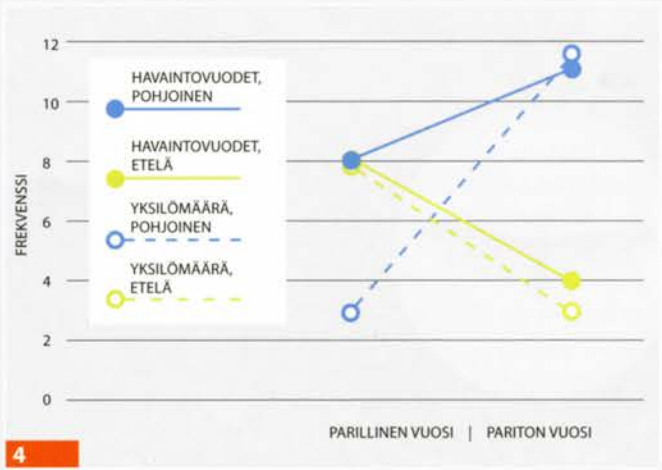 12
10
8
6
4
2
0
FREKVENSSI
HAVAINTOVUODET,
POHJOINEN
HAVAINTOVUODET,
ETELÄ
YKSILÖMÄÄRÄ,
POHJOINEN
YKSILÖMÄÄRÄ,
ETELÄ
PARILLINEN VUOSI | PARITON VUOSI
4